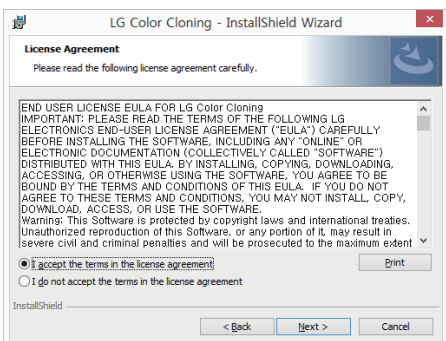 LG Color Cloning - InstallShield Wizard
License Agreement
Please read the following license agreement carefully.
END USER LICENSE EULA FOR LG Color Cloning
IMPORTANT: PLEASE READ THE TERMS OF THE FOLLOWING LG
ELECTRONICS END-USER LICENSE AGREEMENT ("EULA") CAREFULLY
BEFORE INSTALLING THE SOFTWARE, INCLUDING ANY "ONLINE" OR
ELECTRONIC DOCUMENTATION (COLLECTIVELY CALLED "SOFTWARE")
DISTRIBUTED WITH THIS EULA. BY INSTALLING, COPYING, DOWNLOADING,
ACCESSING, OR OTHERWISE USING THE SOFTWARE, YOU AGREE TO BE
BOUND BY THE TERMS AND CONDITIONS OF THIS EULA. IF YOU DO NOT
AGREE TO THESE TERMS AND CONDITIONS, YOU MAY NOT INSTALL, COPY,
DOWNLOAD, ACCESS, OR USE THE SOFTWARE.
Warning: This Software is protected by copyright laws and international treaties.
Unauthorized reproduction of this Software, or any portion of it, may result in
severe civil and criminal penalties and will be prosecuted to the maximum extent
I accept the terms in the license agreement
Print
I do not accept the terms in the license agreement
InstallShield
< Back
Next >
Cancel